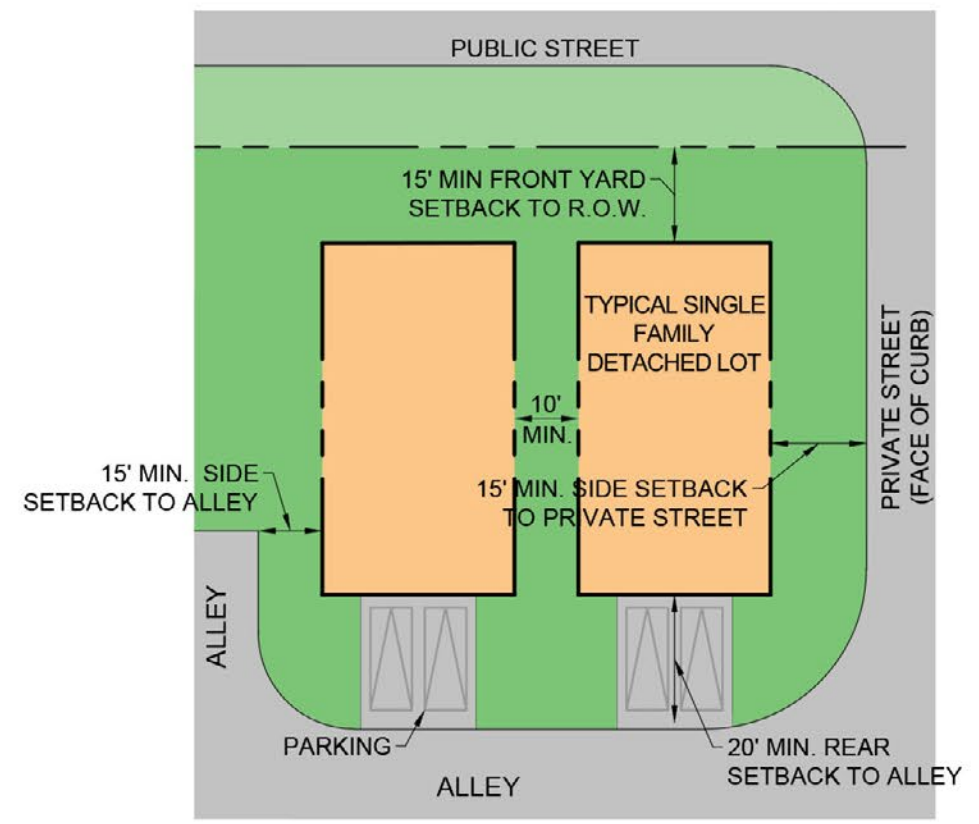 PUBLIC STREET
15' MIN FRONT YARD
SETBACK TO R.O.W.
TYPICAL SINGLE
FAMILY
DETACHED LOT
PRIVATE STREET
(FACE OF CURB)
10'
MIN.
15' MIN. SIDE
SETBACK TO ALLEY
15' MIN. SIDE SETBACK
TO PRIVATE STREET
ALLEY
PARKING
20' MIN. REAR
SETBACK TO ALLEY
ALLEY